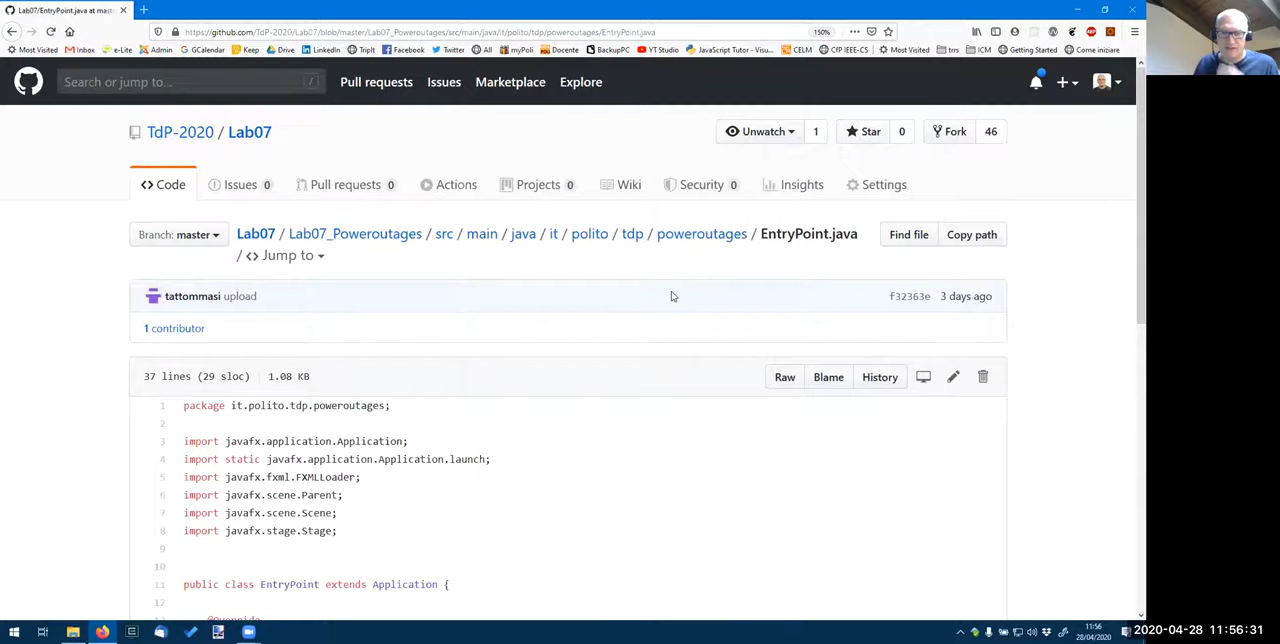 Lab07/EntryPoint.java at maste
https://github.com/TdP-2020/Lab07/blob/master/Lab07_Poweroutages/src/main/java/it/polito/tdp/poweroutages/EntryPoint.java
150%
Most Visited Inbox e-Lite Admin GCalendar Keep Drive LinkedIn TripIt Facebook Twitter All myPoli Docente BackupPC YT Studio JavaScript Tutor - Visu... CELM CfP IEEE-CS Most Visited trrs ICM Getting Started Come iniziare
Search or jump to... /
Pull requests Issues Marketplace Explore
TdP-2020 / Lab07
Unwatch 1 Star 0 Fork 46
Code Issues 0 Pull requests 0 Actions Projects 0 Wiki Security 0 Insights Settings
Branch: master Lab07 / Lab07_Poweroutages / src / main / java / it / polito / tdp / poweroutages / EntryPoint.java Find file Copy path
/ <> Jump to
tattommasi upload f32363e 3 days ago
1 contributor
37 lines (29 sloc) 1.08 KB Raw Blame History
1 package it.polito.tdp.poweroutages;
2
3 import javafx.application.Application;
4 import static javafx.application.Application.launch;
5 import javafx.fxml.FXMLLoader;
6 import javafx.scene.Parent;
7 import javafx.scene.Scene;
8 import javafx.stage.Stage;
9
10
11 public class EntryPoint extends Application {
12
@Override
11:56
28/04/2020
2020-04-28 11:56:31